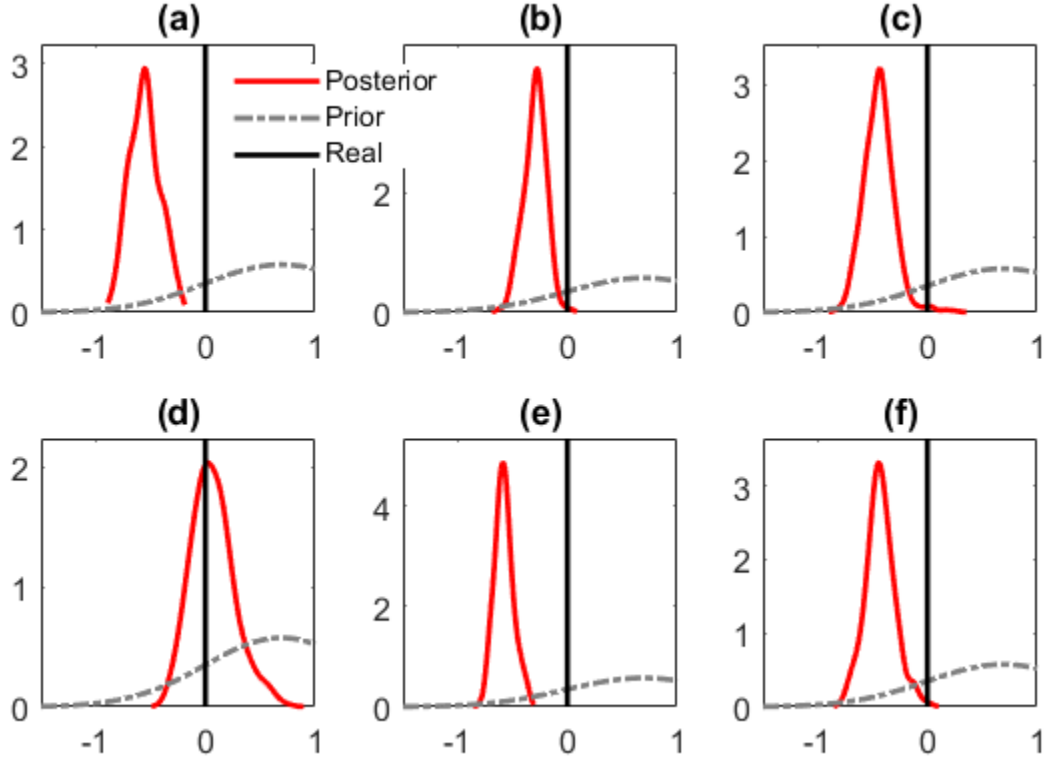 (a) (b) (c)
3 Posterior 3
Prior
2 2 2
Real
1 1
0 0 0
-1 0 1 -1 0 1 -1 0 1
(d) (e) (f)
2 4 3
2
1 2 1
0 0 0
-1 0 1 -1 0 1 -1 0 1